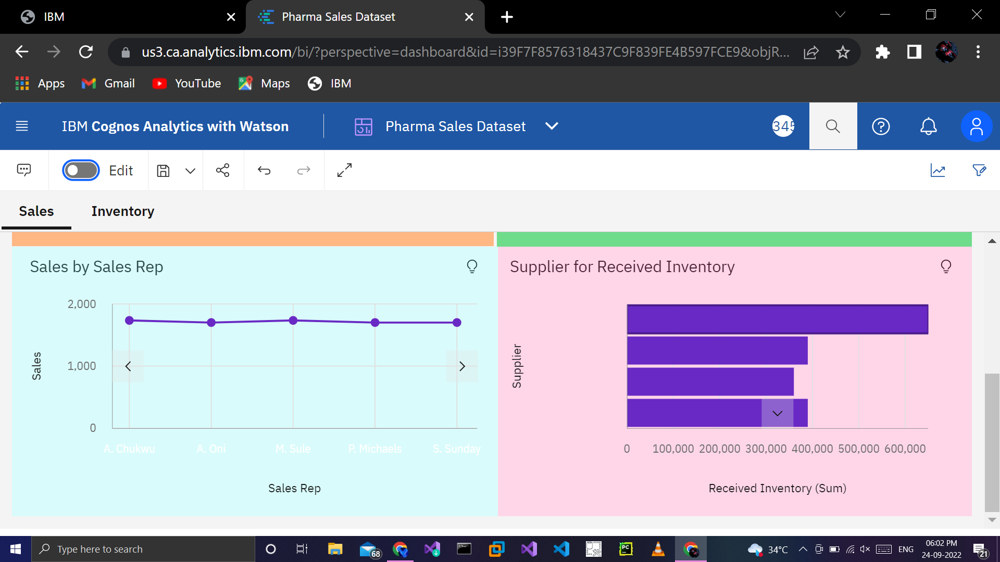 IBM
Pharma Sales Dataset
us3.ca.analytics.ibm.com/bi/?perspective=dashboard&id=i39F7F8576318437C9F839FE4B597FCE9&objR...
Apps Gmail YouTube Maps IBM
IBM Cognos Analytics with Watson
Pharma Sales Dataset
345
Edit
Sales Inventory
Sales by Sales Rep
2,000
1,000
0
Sales
A. Chukwu A. Oni M. Sule P. Michaels S. Sunday
Sales Rep
Supplier for Received Inventory
Supplier
0 100,000 200,000 300,000 400,000 500,000 600,000
Received Inventory (Sum)
Type here to search
68
PC
34°C
ENG
06:02 PM
24-09-2022
21